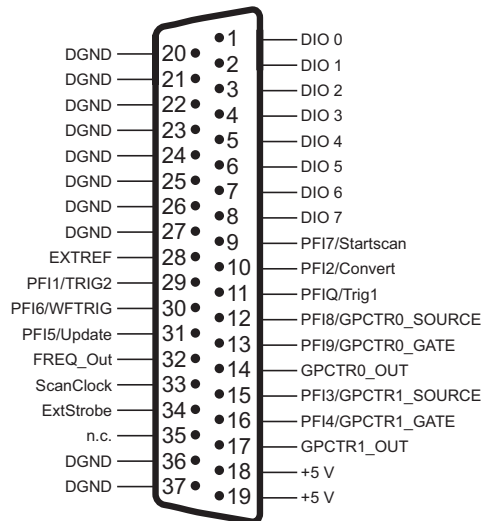 1 DIO 0
DGND 20
2 DIO 1
DGND 21
3 DIO 2
DGND 22
4 DIO 3
DGND 23
5 DIO 4
DGND 24
6 DIO 5
DGND 25
7 DIO 6
DGND 26
8 DIO 7
DGND 27
9 PFI7/Startscan
EXTREF 28
10 PFI2/Convert
PFI1/TRIG2 29
11 PFIQ/Trig1
PFI6/WFTRIG 30
12 PFI8/GPCTR0_SOURCE
PFI5/Update 31
13 PFI9/GPCTR0_GATE
FREQ_Out 32
14 GPCTR0_OUT
ScanClock 33
15 PFI3/GPCTR1_SOURCE
ExtStrobe 34
16 PFI4/GPCTR1_GATE
n.c. 35
17 GPCTR1_OUT
DGND 36
18 +5 V
DGND 37
19 +5 V